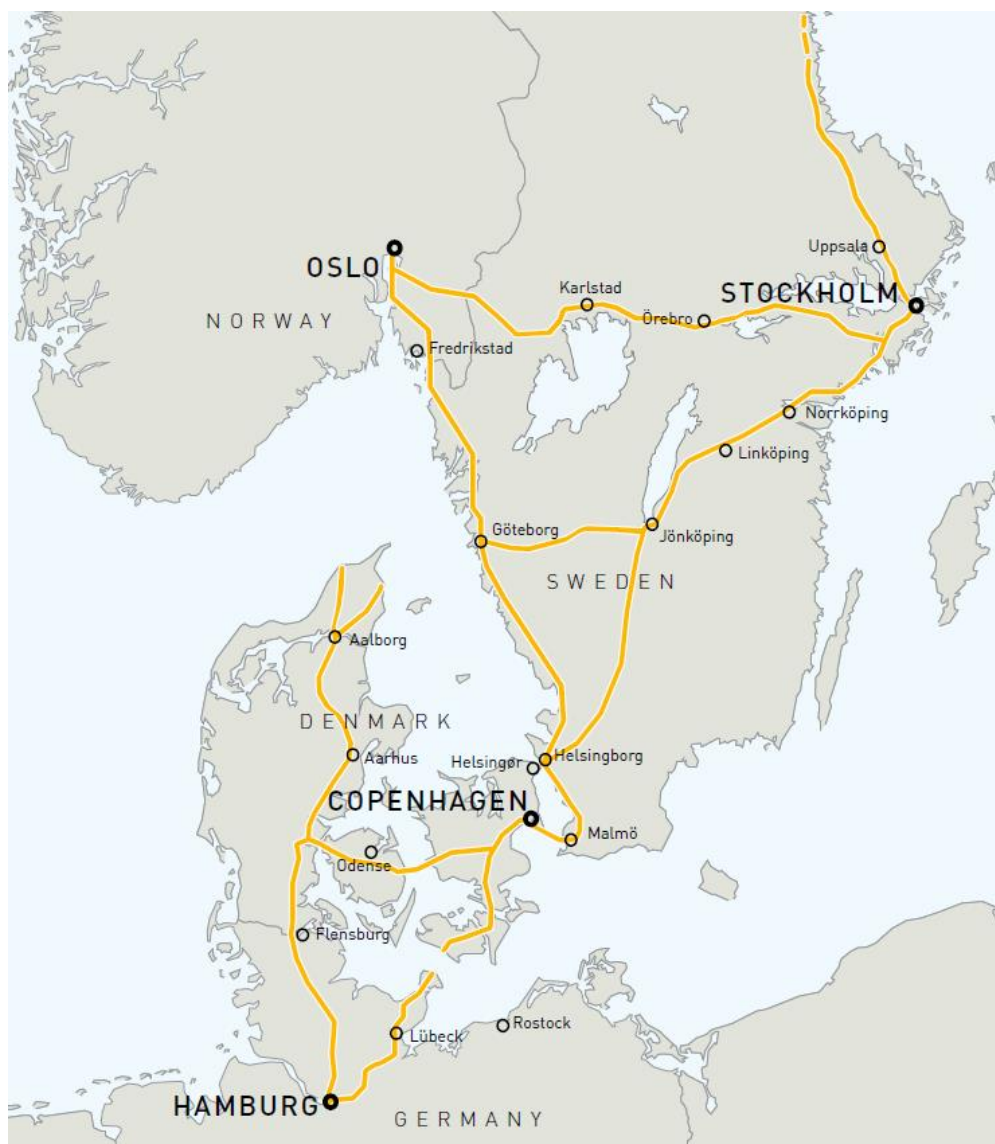 Uppsala
OSLO
Karlstad
STOCKHOLM
NORWAY
Örebro
Fredrikstad
Norrköping
Linköping
Göteborg
Jönköping
SWEDEN
Aalborg
DENMARK
Aarhus
Helsingør
Helsingborg
COPENHAGEN
Malmö
Odense
Flensburg
Rostock
Lübeck
HAMBURG
GERMANY